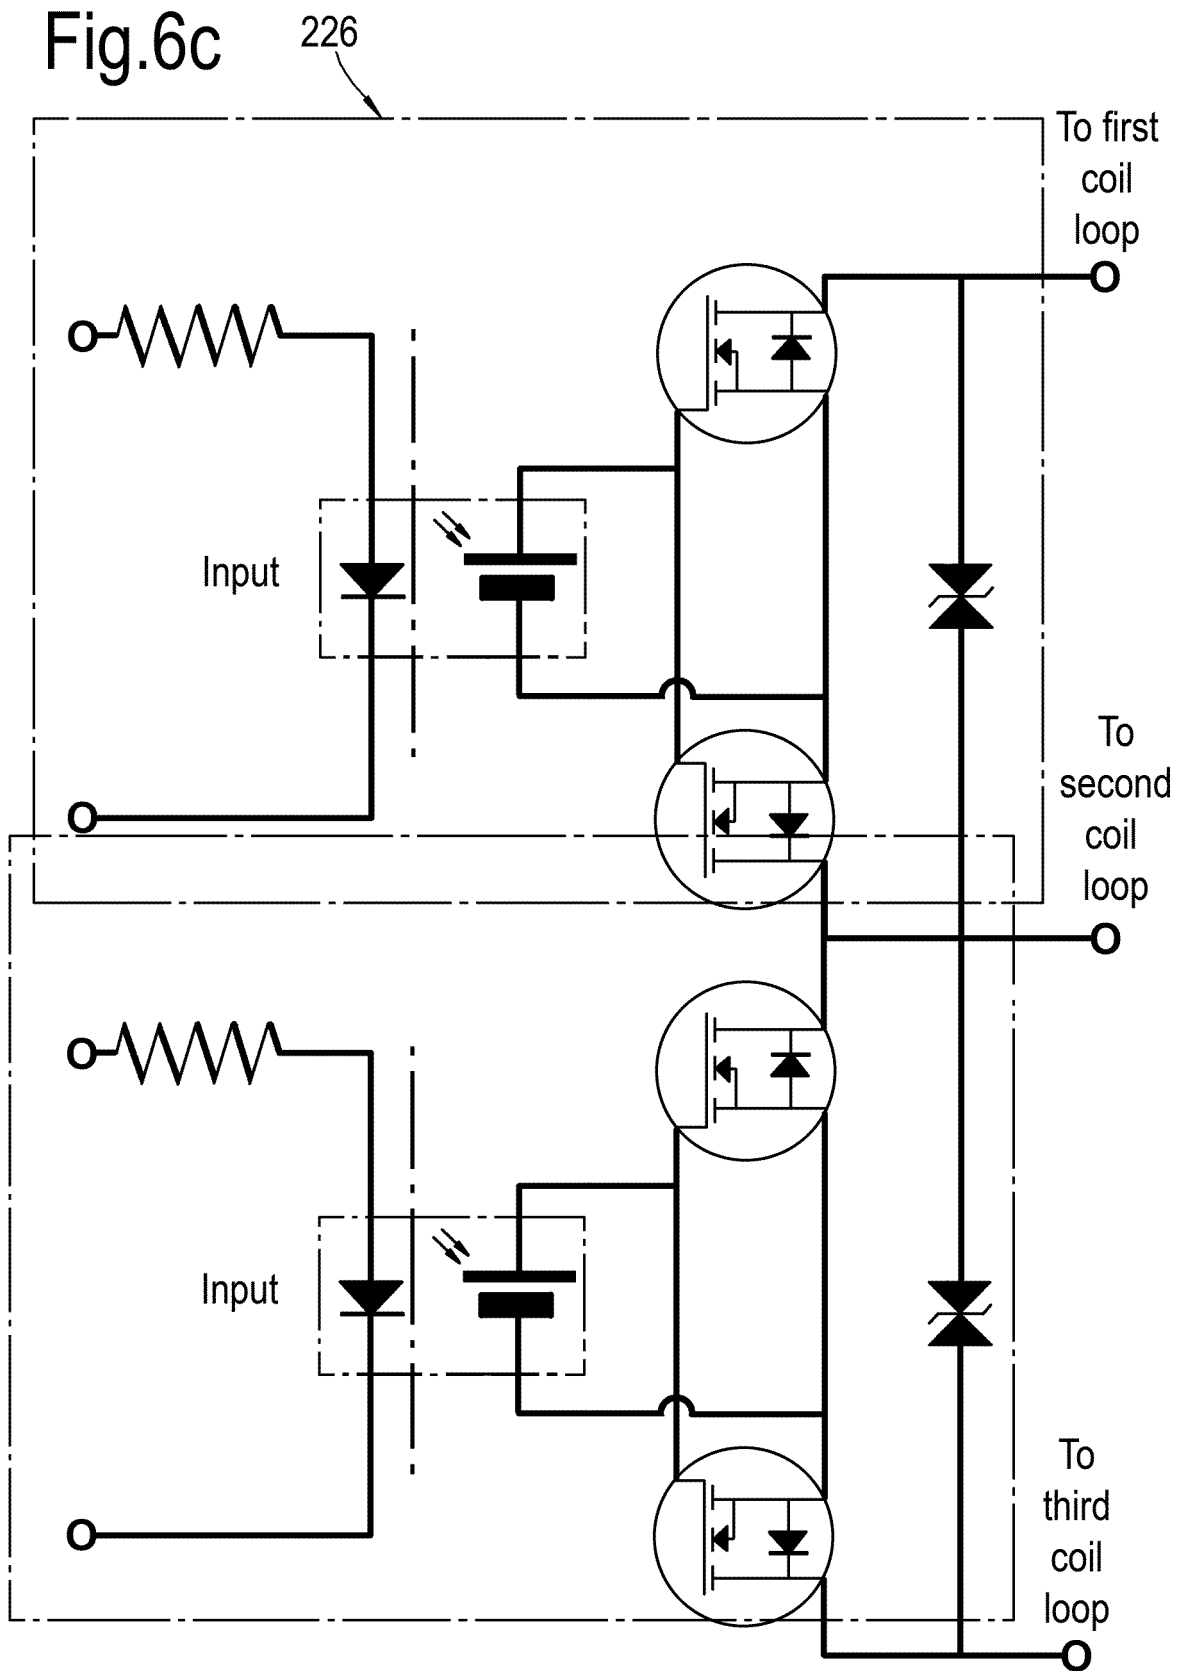 Fig.6c
226
To first
coil
loop
Input
To
second
coil
loop
Input
To
third
coil
loop